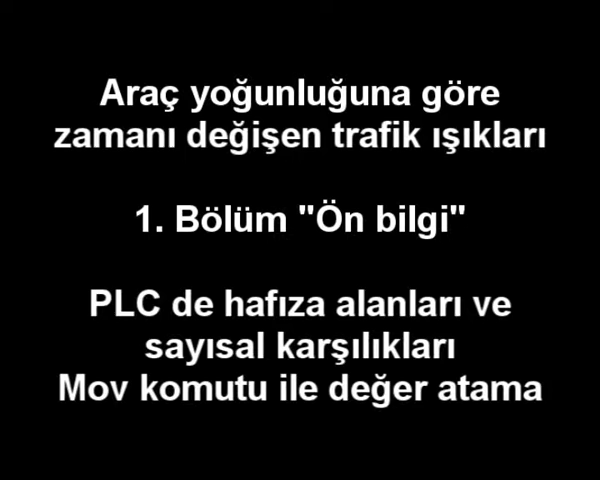 Araç yoğunluğuna göre
zamanı değişen trafik ışıkları
1. Bölüm "Ön bilgi"
PLC de hafıza alanları ve
sayısal karşılıkları
Mov komutu ile değer atama